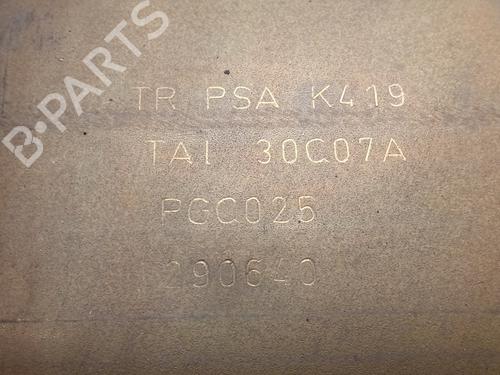 B-PARTS
TR PSA K419
TAI 30C07A
PGC025
290640